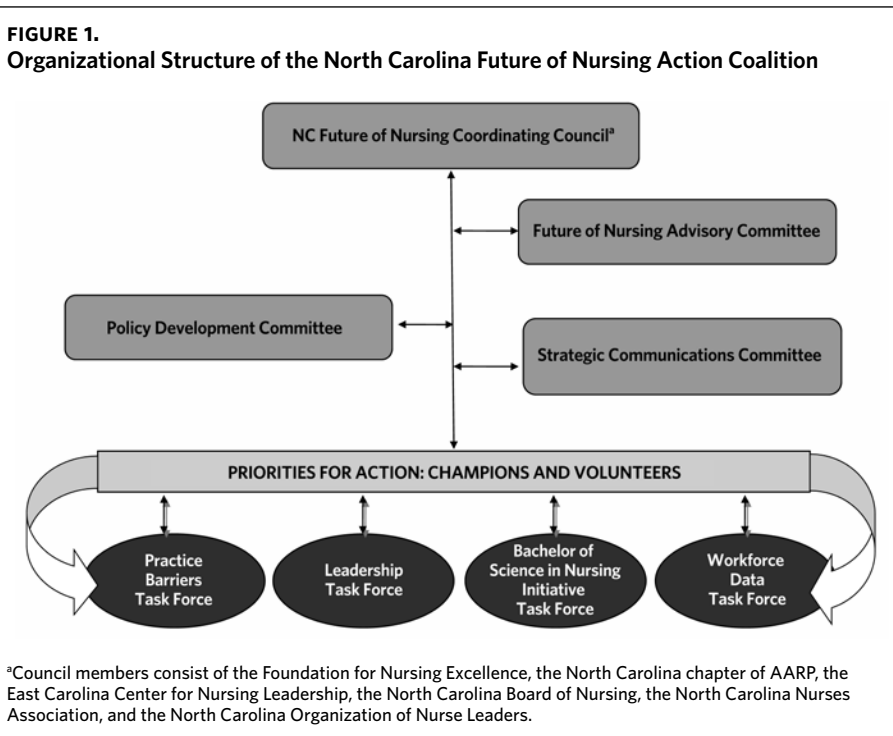 FIGURE 1.
Organizational Structure of the North Carolina Future of Nursing Action Coalition
NC Future of Nursing Coordinating Councilᵃ
Future of Nursing Advisory Committee
Policy Development Committee
Strategic Communications Committee
PRIORITIES FOR ACTION: CHAMPIONS AND VOLUNTEERS
Practice
Barriers
Task Force
Leadership
Task Force
Bachelor of
Science in Nursing
Initiative
Task Force
Workforce
Data
Task Force
ᵃCouncil members consist of the Foundation for Nursing Excellence, the North Carolina chapter of AARP, the
East Carolina Center for Nursing Leadership, the North Carolina Board of Nursing, the North Carolina Nurses
Association, and the North Carolina Organization of Nurse Leaders.